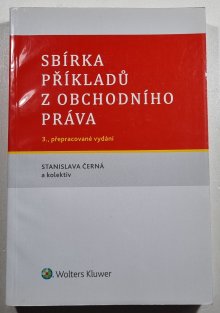 SBÍRKA
PŘÍKLADŮ
Z OBCHODNÍHO
PRÁVA
3., přepracované vydání
STANISLAVA ČERNÁ
a kolektiv
Wolters Kluwer